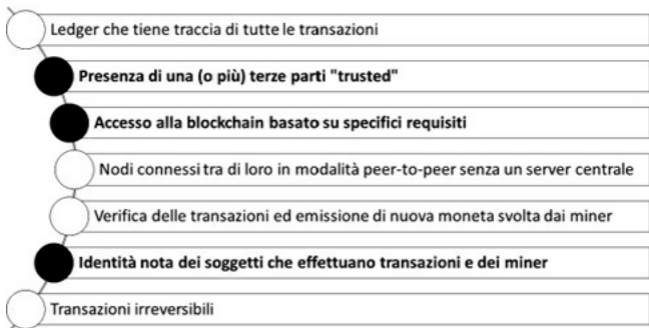 Ledger che tiene traccia di tutte le transazioni
Presenza di una (o più) terze parti "trusted"
Accesso alla blockchain basato su specifici requisiti
Nodi connessi tra di loro in modalità peer-to-peer senza un server centrale
Verifica delle transazioni ed emissione di nuova moneta svolta dai miner
Identità nota dei soggetti che effettuano transazioni e dei miner
Transazioni irreversibili